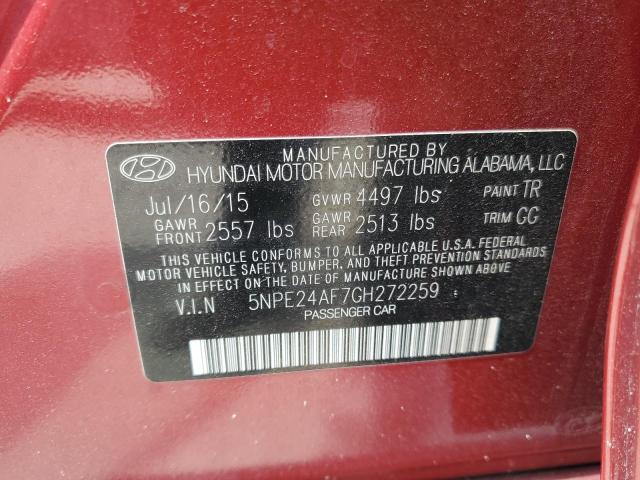 MANUFACTURED BY
HYUNDAI MOTOR MANUFACTURING ALABAMA, LLC
Jul/16/15 GVWR 4497 lbs PAINT TR
GAWR FRONT 2557 lbs GAWR REAR 2513 lbs TRIM GG
THIS VEHICLE CONFORMS TO ALL APPLICABLE U.S.A. FEDERAL
MOTOR VEHICLE SAFETY, BUMPER, AND THEFT PREVENTION
STANDARDS IN EFFECT ON THE DATE OF MANUFACTURE SHOWN ABOVE.
V.I.N 5NPE24AF7GH272259
PASSENGER CAR